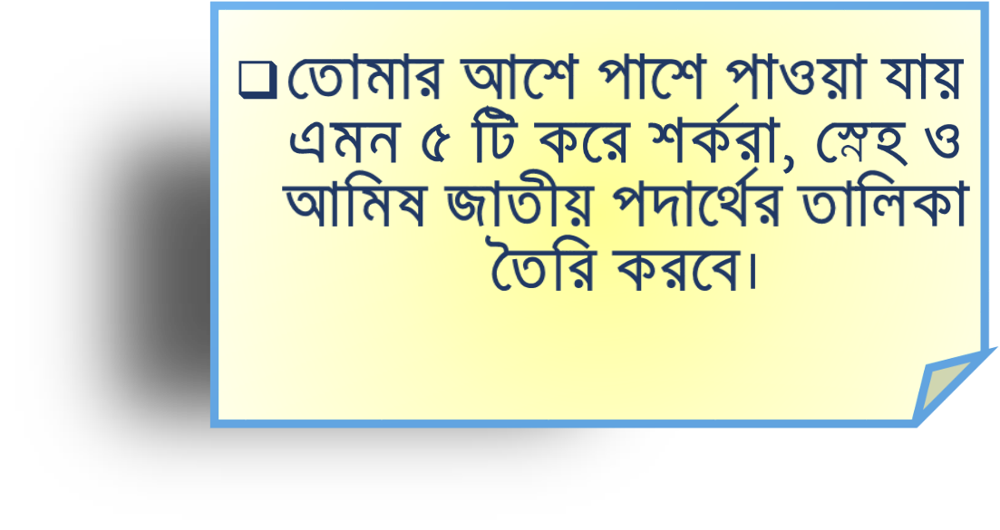 ❑তোমার আশে পাশে পাওয়া যায়
এমন ৫ টি করে শর্করা, স্নেহ ও
আমিষ জাতীয় পদার্থের তালিকা
তৈরি করবে।